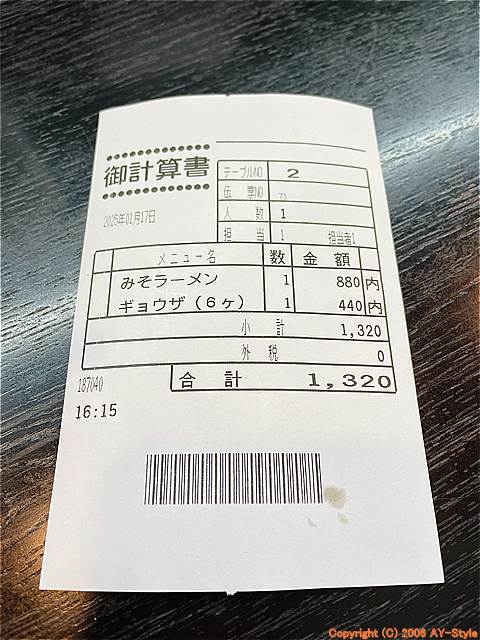 御計算書
テーブルNO 2
伝票NO 73
2025年01月17日
人数 1
担当 1 担当者1
メニュー名 数 金額
みそラーメン 1 880 内
ギョウザ(6ヶ) 1 440 内
小計 1,320
外税 0
187040
合計 1,320
16:15
Copyright (C) 2006 AY-Style